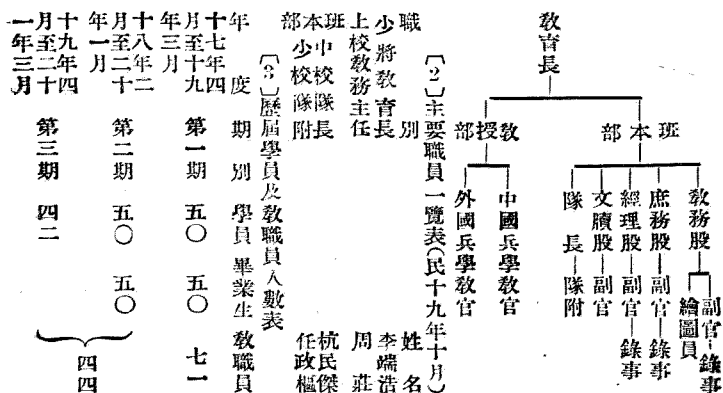 教育長
班本部
教務股 副官 錄事
繪圖員
庶務股 副官 錄事
經理股 副官 錄事
文牘股 副官
隊長 隊附
教授部
中國兵學教官
外國兵學教官
〔2〕主要職員一覽表(民十九年十月)
職別 姓名
少將教育長 李端浩
上校教務主任 周莊
班本部 中校隊長 杭民傑
少校隊附 任政樞
〔3〕歷屆學員及教職員人數表
年度 期別 學員 畢業生 教職員
十七年四月至十九年三月 第一期 五〇 五〇 七一
十八年二月至二十年一月 第二期 五〇 五〇
十九年四月至二十一年三月 第三期 四二
四四